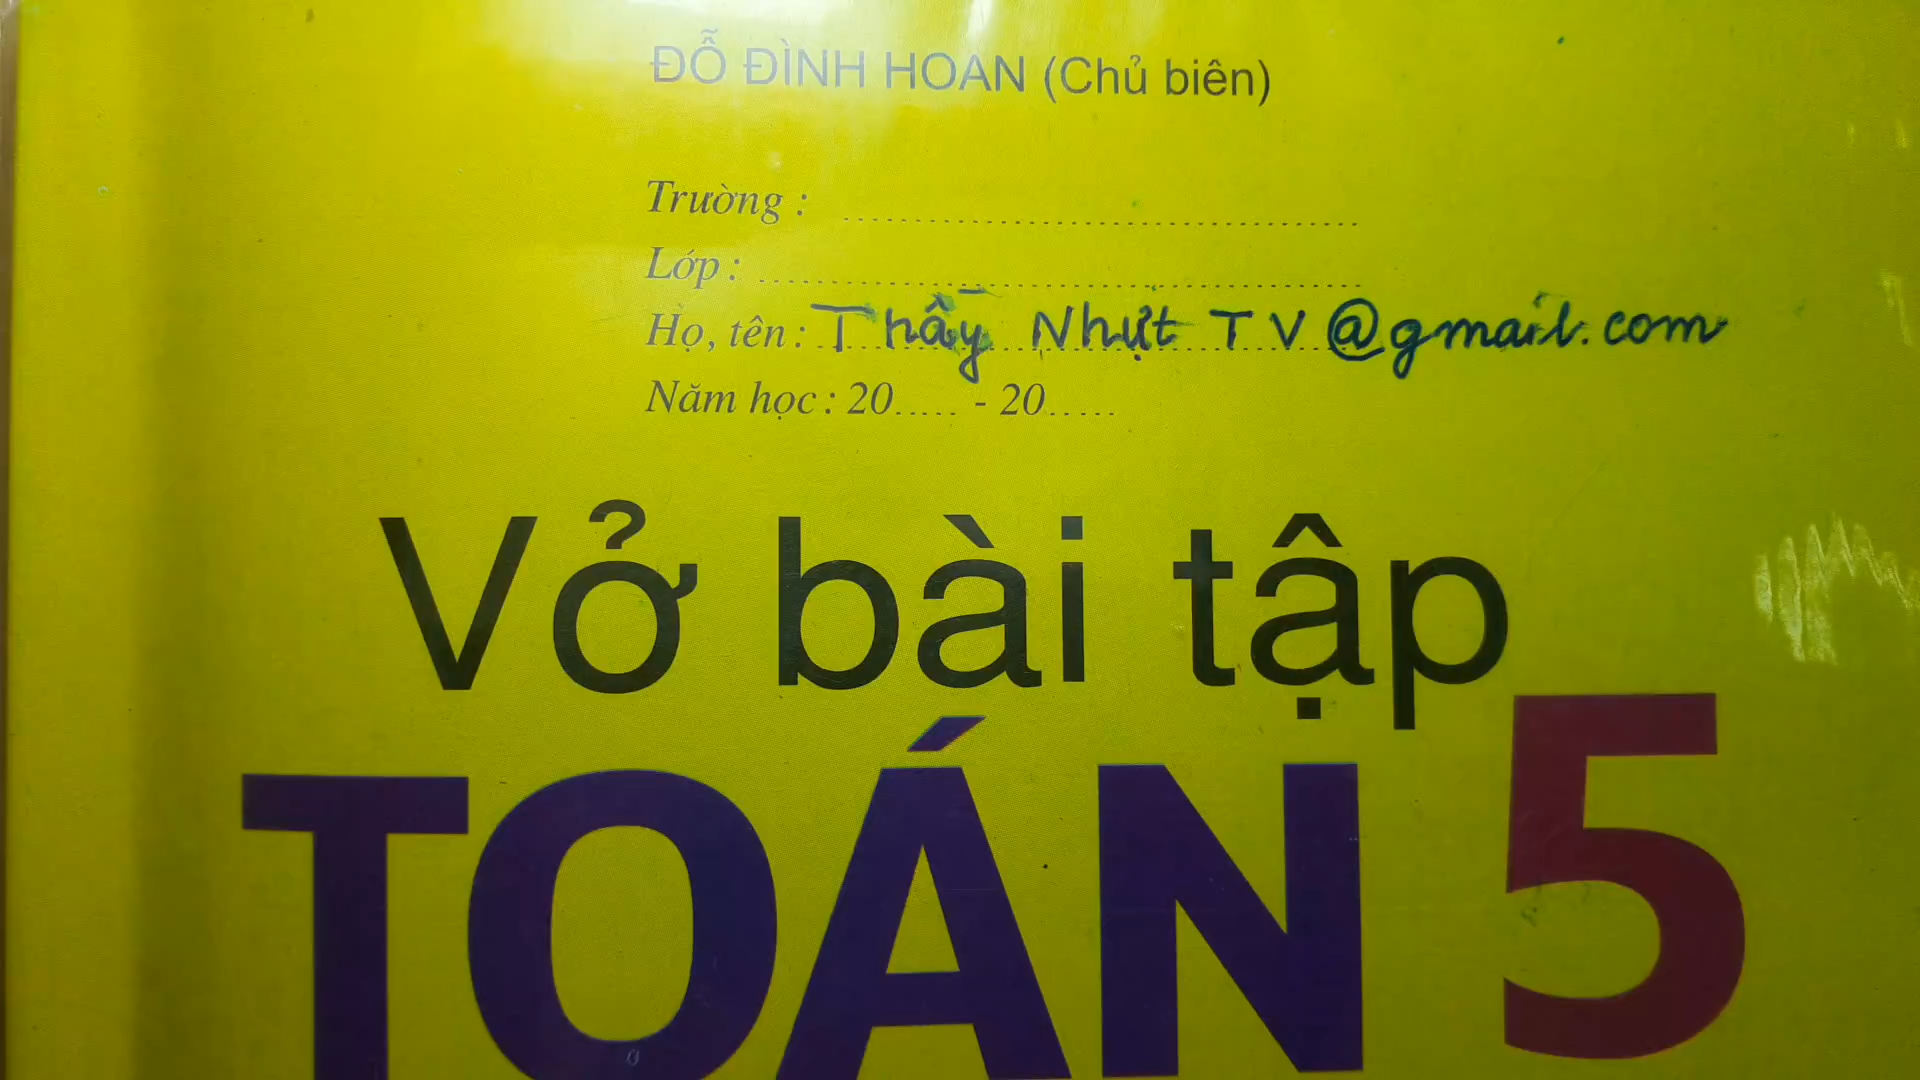 ĐỖ ĐÌNH HOAN (Chủ biên)
Trường : ........................................
Lớp : ........................................
Họ, tên : Thầy Nhựt TV@gmail.com
Năm học : 20..... - 20.....
Vở bài tập
TOÁN 5